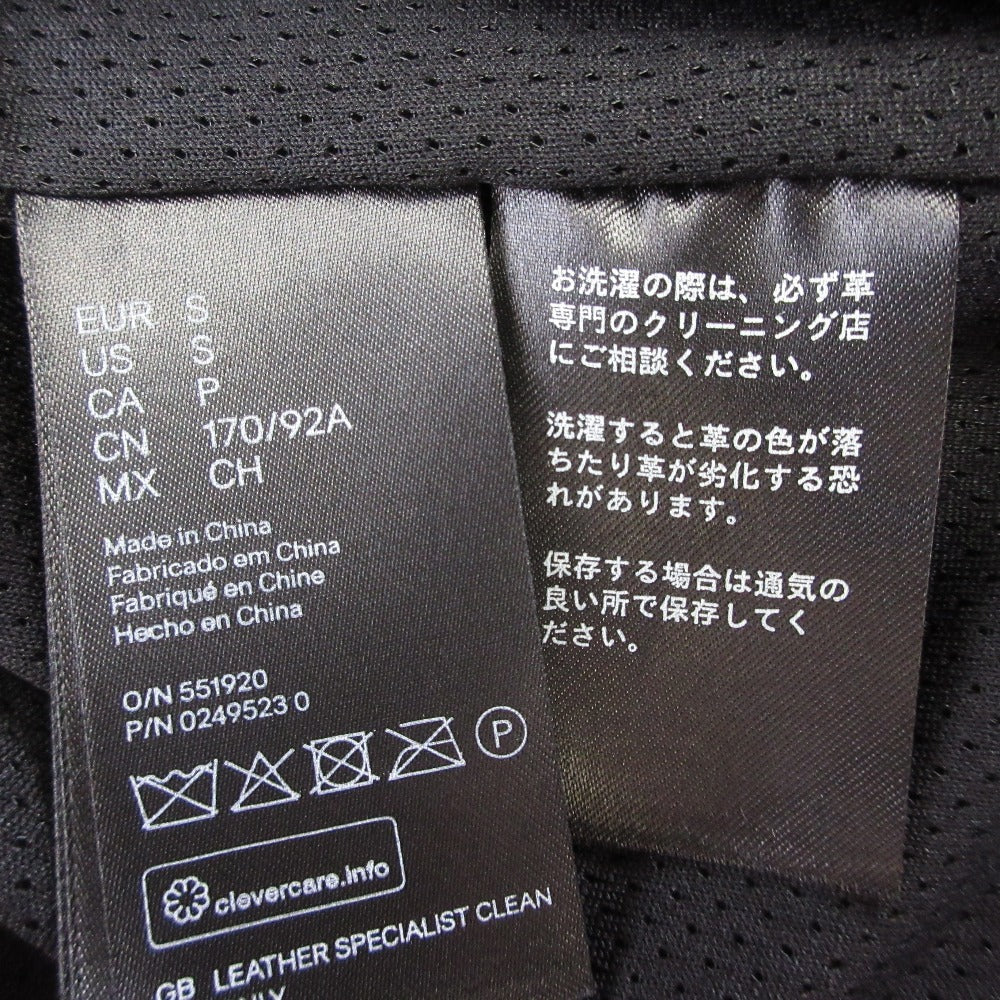 EUR S
US S
CA P
CN 170/92A
MX CH
Made in China
Fabricado em China
Fabriqué en Chine
Hecho en China
O/N 551920
P/N 0249523 0
P
clevercare.info
GB LEATHER SPECIALIST CLEAN
お洗濯の際は、必ず革
専門のクリーニング店
にご相談ください。
洗濯すると革の色が落
ちたり革が劣化する恐
れがあります。
保存する場合は通気の
良い所で保存してく
ださい。